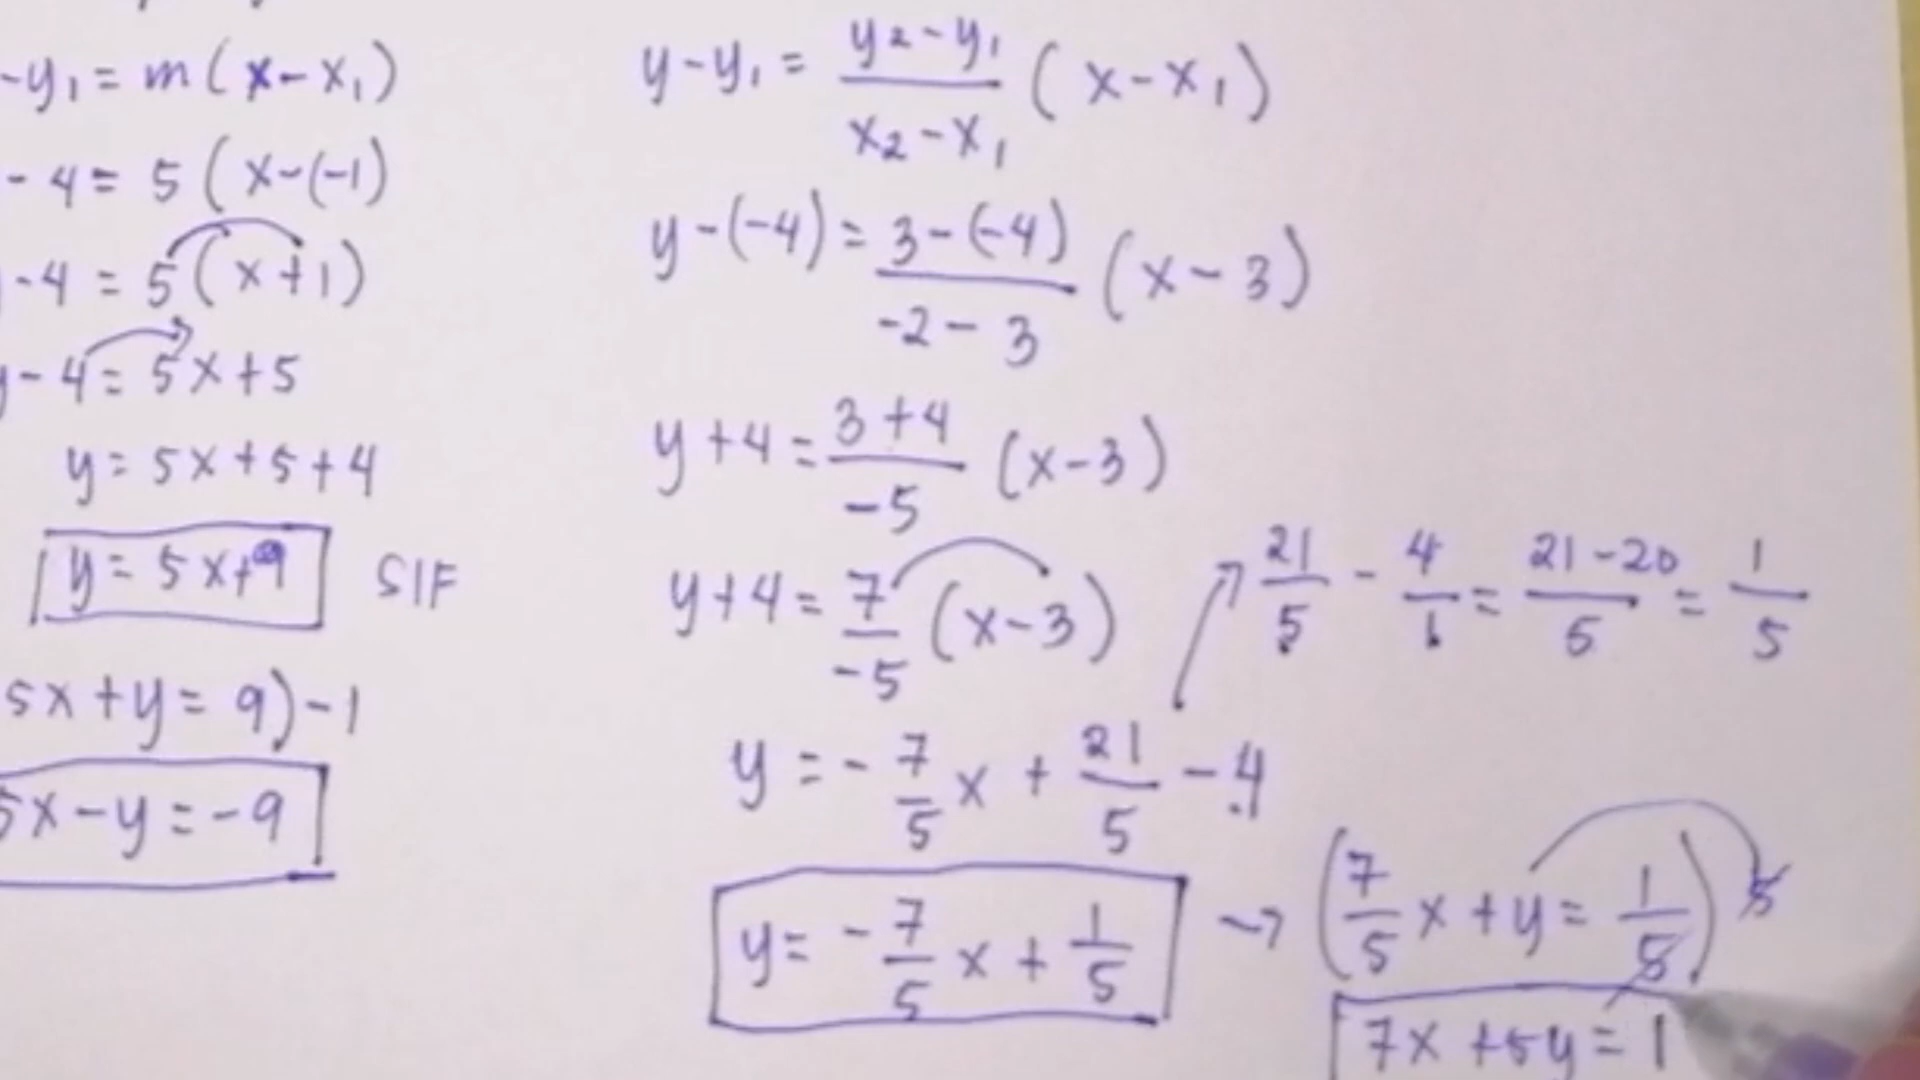 -y₁ = m(x-x₁)
-4 = 5(x-(-1)
-4 = 5(x+1)
y-4 = 5x+5
y = 5x+5+4
y = 5x+9 SIF
5x+y = 9)-1
5x-y = -9
y-y₁ = (y₂-y₁)/(x₂-x₁) (x-x₁)
y-(-4) = (3-(-4))/(-2-3) (x-3)
y+4 = (3+4)/(-5) (x-3)
y+4 = 7/-5 (x-3)
y = -7/5 x + 21/5 - 4
21/5 - 4/1 = (21-20)/5 = 1/5
y = -7/5 x + 1/5 → (7/5 x + y = 1/5) 5
7x+5y = 1